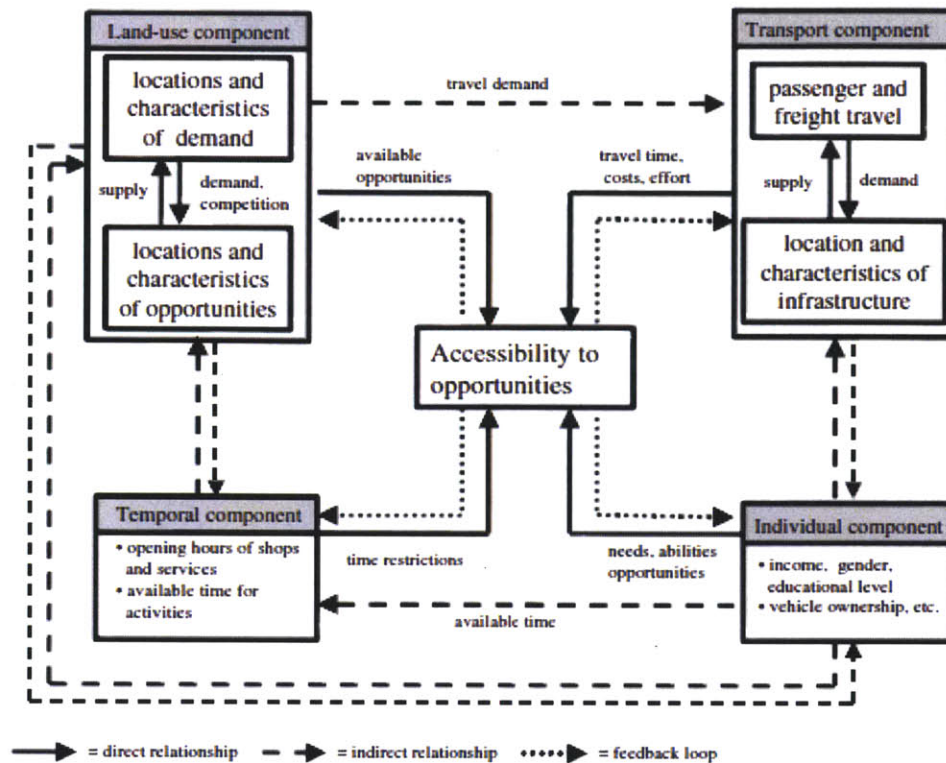 Land-use component
Transport component
locations and
characteristics
of demand
travel demand
passenger and
freight travel
available
opportunities
travel time,
costs, effort
supply
demand,
competition
supply
demand
locations and
characteristics
of opportunities
location and
characteristics of
infrastructure
Accessibility to
opportunities
Temporal component
• opening hours of shops
and services
• available time for
activities
time restrictions
needs, abilities
opportunities
Individual component
• income, gender,
educational level
• vehicle ownership, etc.
available time
= direct relationship
= indirect relationship
= feedback loop